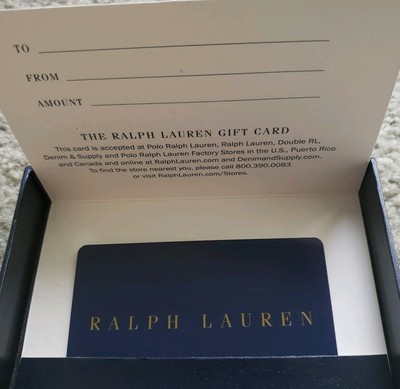 TO
FROM
AMOUNT
THE RALPH LAUREN GIFT CARD
This card is accepted at Polo Ralph Lauren, Ralph Lauren, Double RL,
Denim & Supply and Polo Ralph Lauren Factory Stores in the U.S., Puerto Rico
and Canada and online at RalphLauren.com and DenimandSupply.com.
To find the store nearest you, please call 800.390.0083
or visit RalphLauren.com/Stores.
RALPH LAUREN